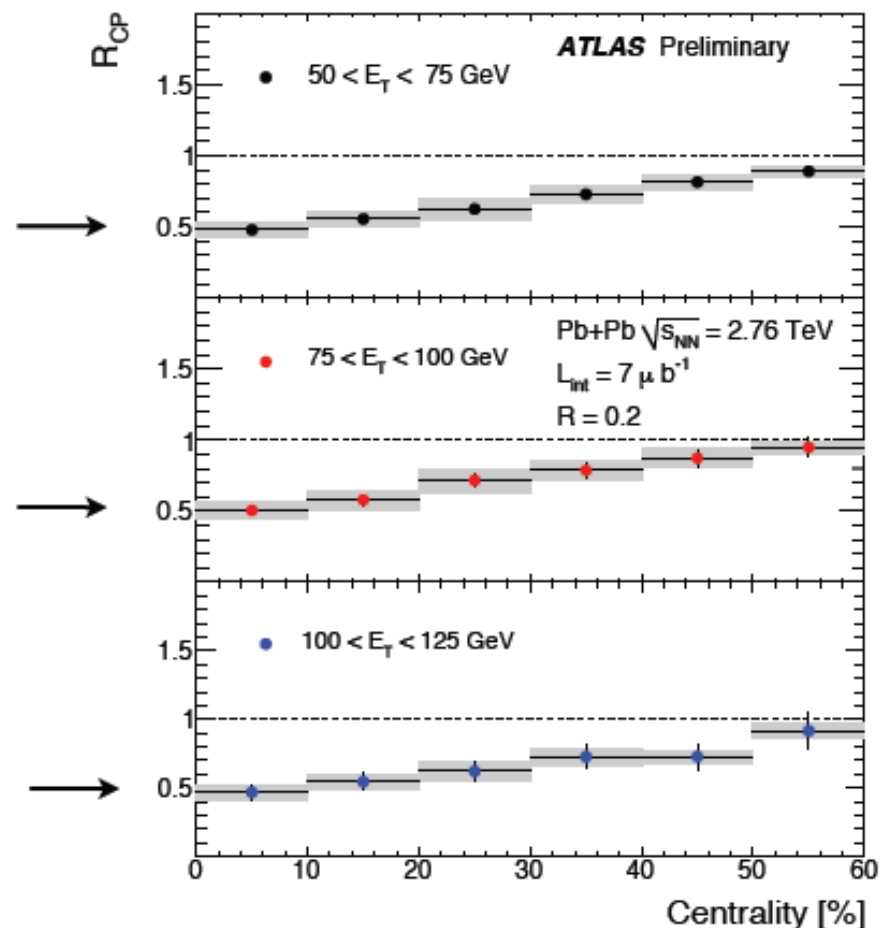 R_CP
ATLAS Preliminary
50 < E_T < 75 GeV
1.5
1
0.5
Pb+Pb √s_NN = 2.76 TeV
75 < E_T < 100 GeV
L_int = 7 μ b^-1
1.5
R = 0.2
1
0.5
100 < E_T < 125 GeV
1.5
1
0.5
0 10 20 30 40 50 60
Centrality [%]